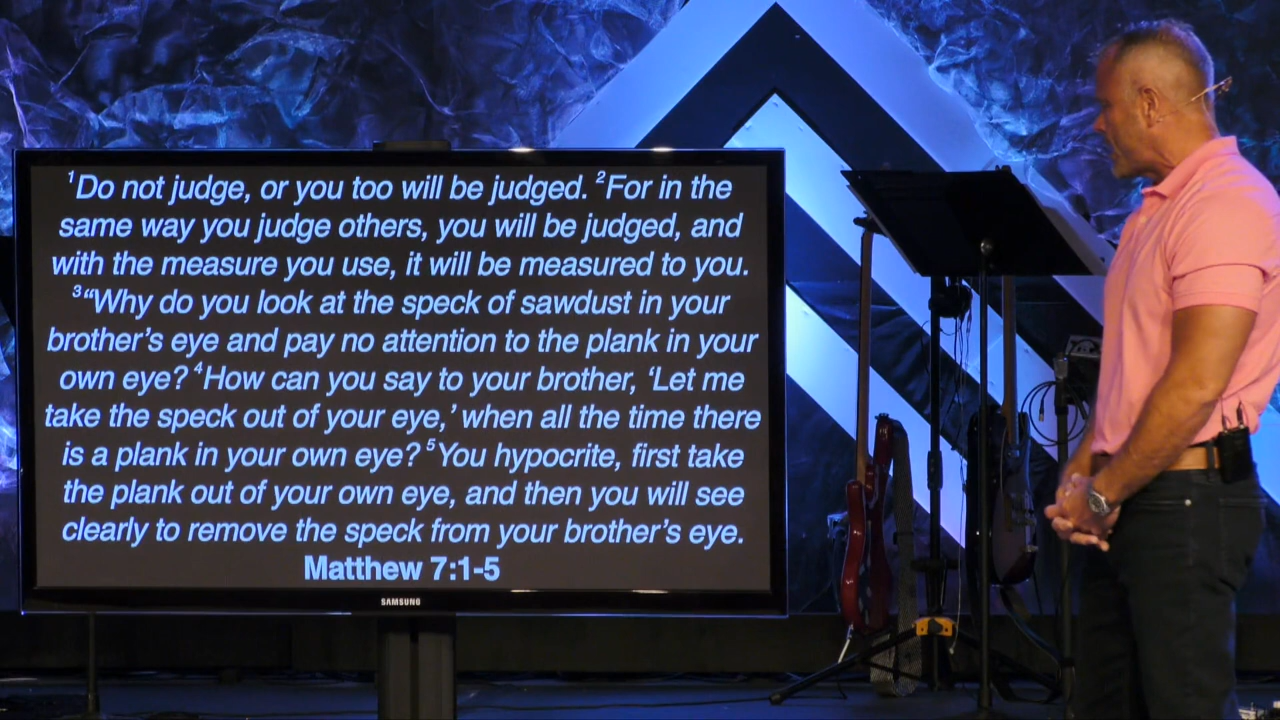 ¹Do not judge, or you too will be judged. ²For in the
same way you judge others, you will be judged, and
with the measure you use, it will be measured to you.
³“Why do you look at the speck of sawdust in your
brother’s eye and pay no attention to the plank in your
own eye? ⁴How can you say to your brother, ‘Let me
take the speck out of your eye,’ when all the time there
is a plank in your own eye? ⁵You hypocrite, first take
the plank out of your own eye, and then you will see
clearly to remove the speck from your brother’s eye.
Matthew 7:1-5
SAMSUNG